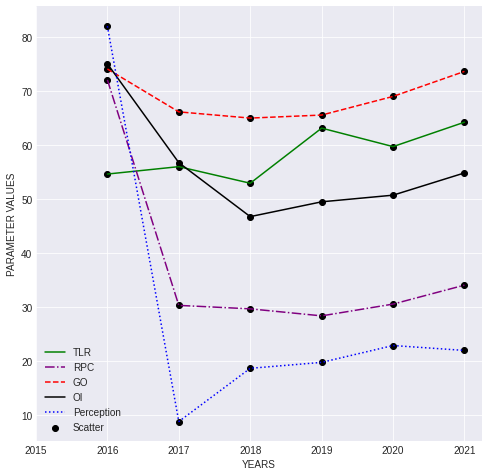 80
70
60
50
40
30
20
10
PARAMETER VALUES
TLR
RPC
GO
OI
Perception
Scatter
2015 2016 2017 2018 2019 2020 2021
YEARS